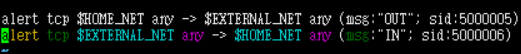 alert tcp $HOME_NET any -> $EXTERNAL_NET any (msg:"OUT"; sid:5000005)
alert tcp $EXTERNAL_NET any -> $HOME_NET any (msg:"IN"; sid:5000006)